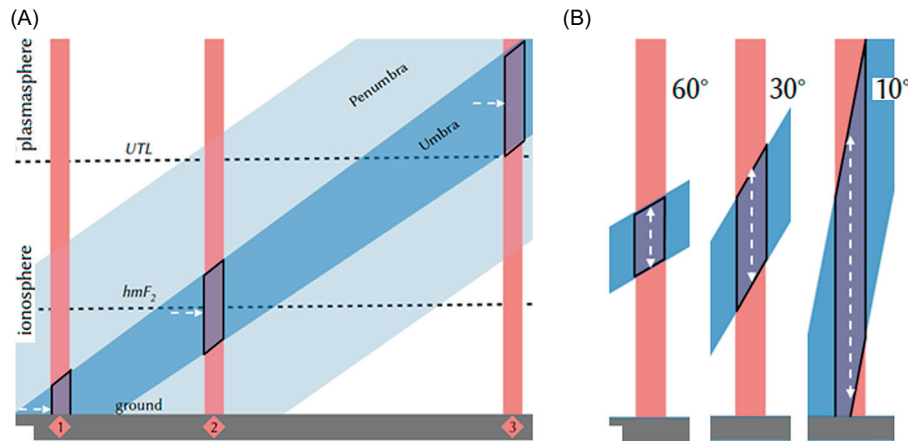 (A)
(B)
plasmasphere
ionosphere
Penumbra
Umbra
UTL
hmF2
ground
1
2
3
60°
30°
10°